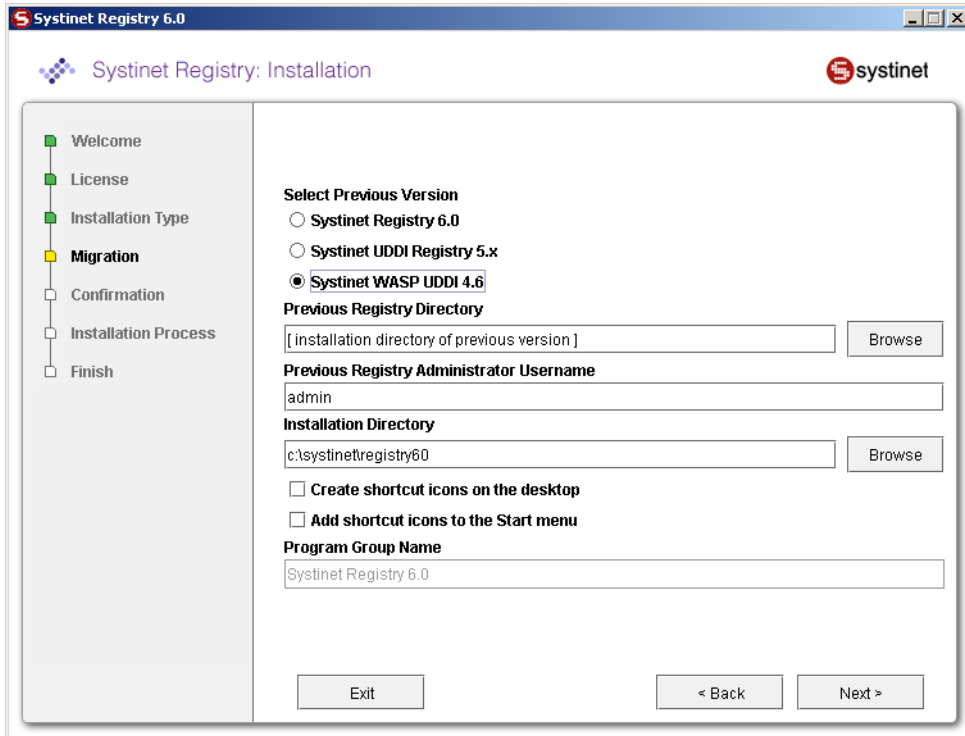 Systinet Registry 6.0
Systinet Registry: Installation
systinet
Welcome
License
Installation Type
Migration
Confirmation
Installation Process
Finish
Select Previous Version
Systinet Registry 6.0
Systinet UDDI Registry 5.x
Systinet WASP UDDI 4.6
Previous Registry Directory
[ installation directory of previous version ]
Browse
Previous Registry Administrator Username
admin
Installation Directory
c:\systinet\registry60
Browse
Create shortcut icons on the desktop
Add shortcut icons to the Start menu
Program Group Name
Systinet Registry 6.0
Exit
< Back
Next >